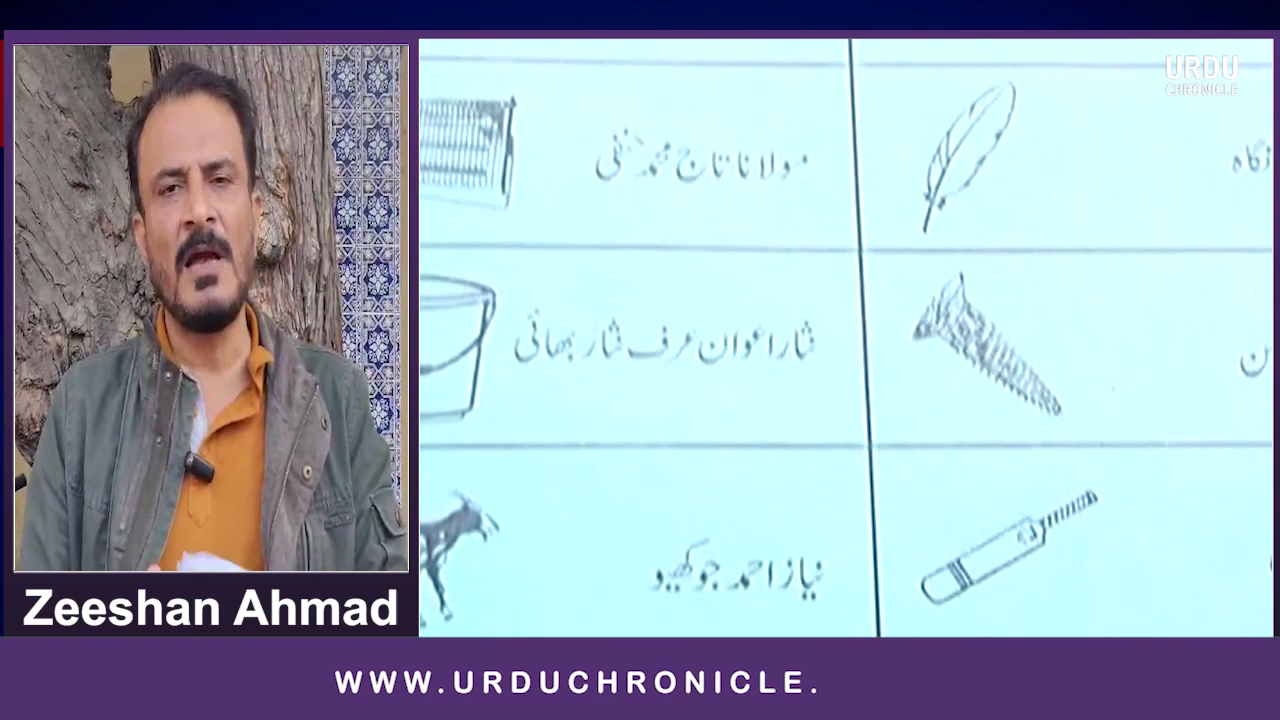 URDU
CHRONICLE
مولانا تاج محمد حنفی
نثار اعوان عرف نثار بھائی
نیاز احمد جوکھیو
Zeeshan Ahmad
WWW.URDUCHRONICLE.